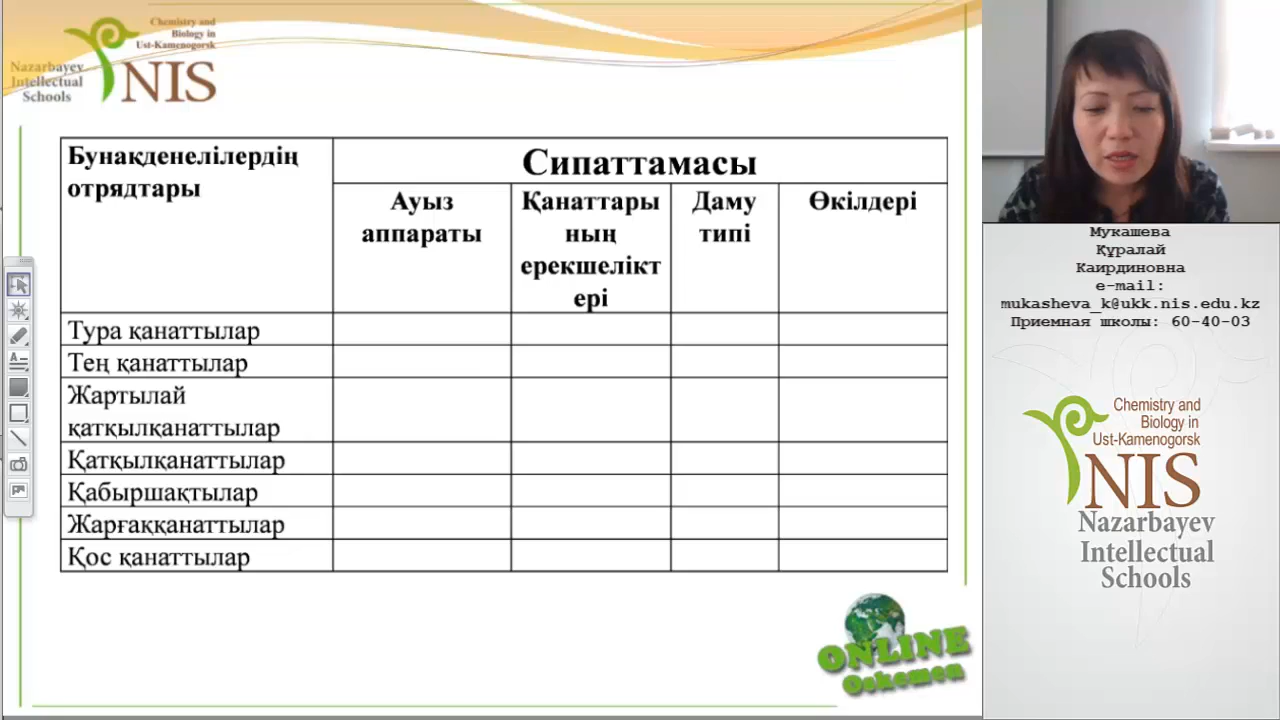 Chemistry and
Biology in
Ust-Kamenogorsk
Nazarbayev
Intellectual
Schools
NIS
Бунақденелілердің
отрядтары
Сипаттамасы
Ауыз
аппараты
Қанаттары
ның
ерекшелікт
ері
Даму
типі
Өкілдері
Тура қанаттылар
Тең қанаттылар
Жартылай
қатқылқанаттылар
Қатқылқанаттылар
Қабыршақтылар
Жарғаққанаттылар
Қос қанаттылар
ONLINE
Oskemen
Мукашева
Құралай
Каирдиновна
e-mail:
mukasheva_k@ukk.nis.edu.kz
Приемная школы: 60-40-03
Chemistry and
Biology in
Ust-Kamenogorsk
NIS
Nazarbayev
Intellectual
Schools